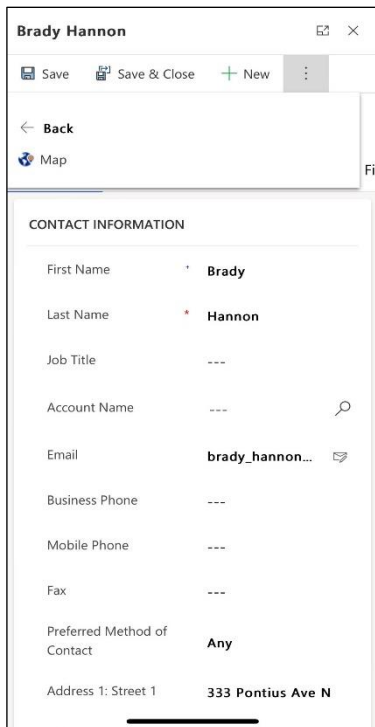 Brady Hannon
Save Save & Close New
Back
Map
Fi
CONTACT INFORMATION
First Name + Brady
Last Name * Hannon
Job Title ---
Account Name ---
Email brady_hannon...
Business Phone ---
Mobile Phone ---
Fax ---
Preferred Method of
Contact Any
Address 1: Street 1 333 Pontius Ave N